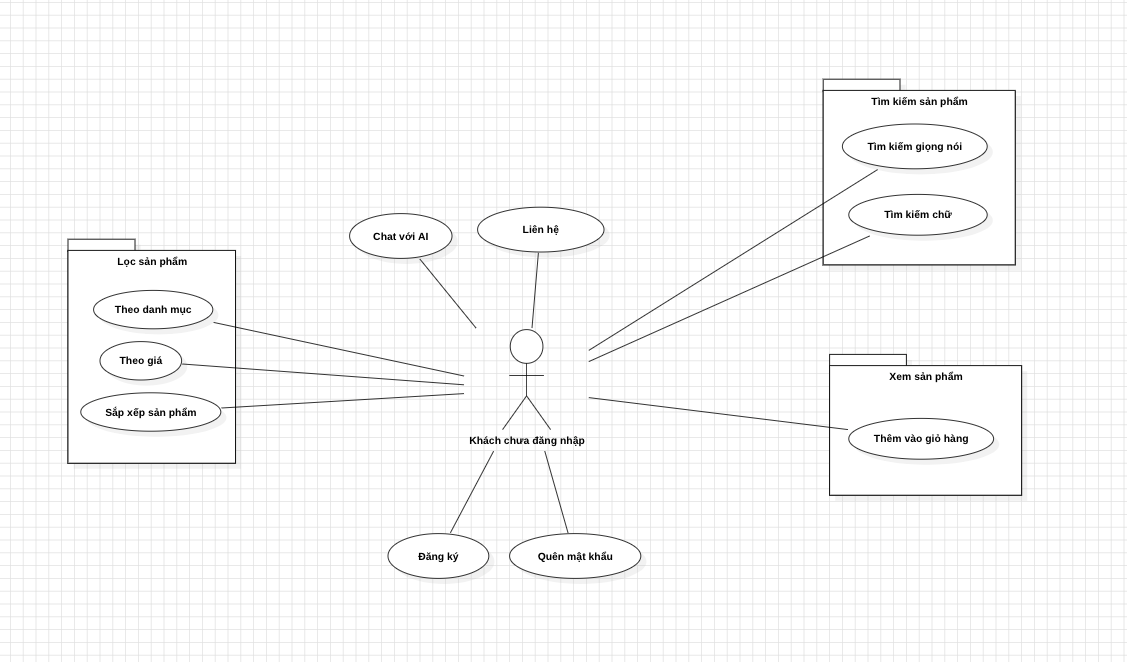 Tìm kiếm sản phẩm
Tìm kiếm giọng nói
Tìm kiếm chữ
Chat với AI
Liên hệ
Lọc sản phẩm
Theo danh mục
Theo giá
Sắp xếp sản phẩm
Khách chưa đăng nhập
Xem sản phẩm
Thêm vào giỏ hàng
Đăng ký
Quên mật khẩu